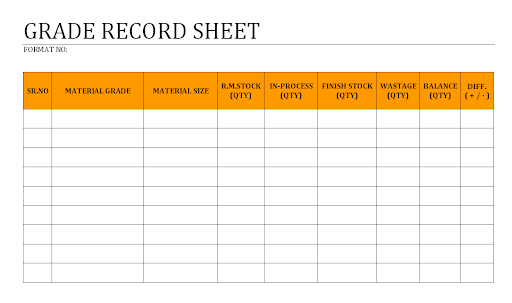 GRADE RECORD SHEET
FORMAT NO:
SR.NO MATERIAL GRADE MATERIAL SIZE R.M.STOCK (QTY) IN-PROCESS (QTY) FINISH STOCK (QTY) WASTAGE (QTY) BALANCE (QTY) DIFF. ( + / - )